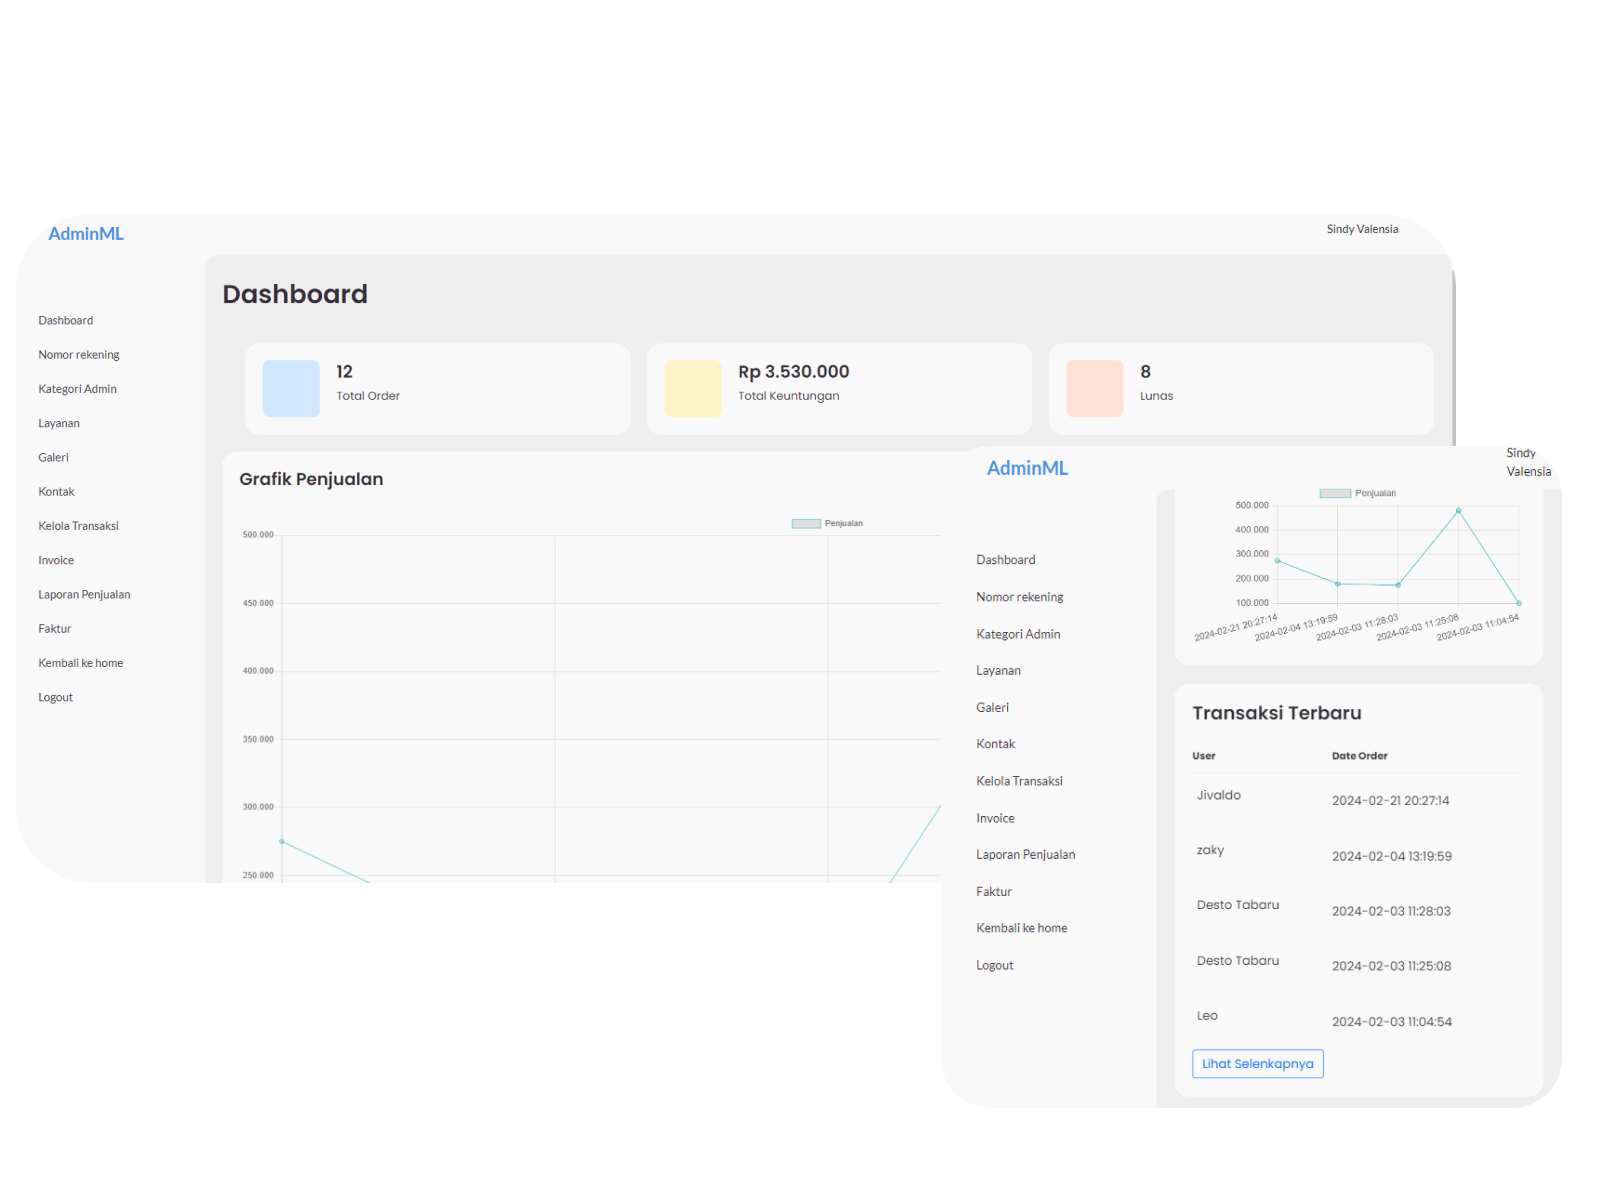 AdminML
Sindy Valensia
Dashboard
Nomor rekening
Kategori Admin
Layanan
Galeri
Kontak
Kelola Transaksi
Invoice
Laporan Penjualan
Faktur
Kembali ke home
Logout
Dashboard
12
Total Order
Rp 3.530.000
Total Keuntungan
8
Lunas
Grafik Penjualan
Penjualan
500.000
450.000
400.000
350.000
300.000
250.000
AdminML
Sindy
Valensia
Dashboard
Nomor rekening
Kategori Admin
Layanan
Galeri
Kontak
Kelola Transaksi
Invoice
Laporan Penjualan
Faktur
Kembali ke home
Logout
Penjualan
500.000
400.000
300.000
200.000
100.000
2024-02-21 20:27:14
2024-02-04 13:19:59
2024-02-03 11:28:03
2024-02-03 11:25:08
2024-02-03 11:04:54
Transaksi Terbaru
User Date Order
Jivaldo 2024-02-21 20:27:14
zaky 2024-02-04 13:19:59
Desto Tabaru 2024-02-03 11:28:03
Desto Tabaru 2024-02-03 11:25:08
Leo 2024-02-03 11:04:54
Lihat Selenkapnya